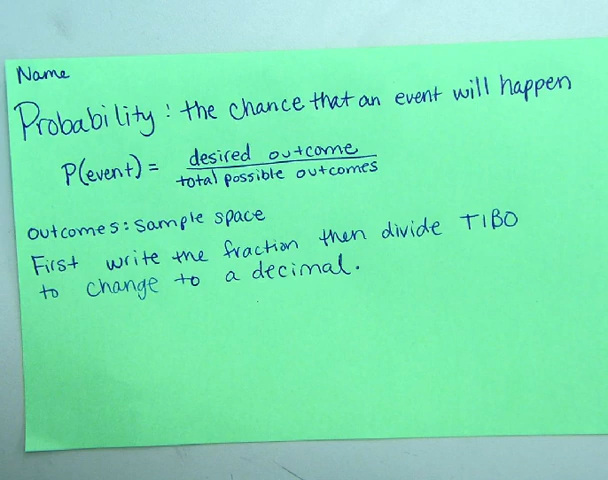 Name
Probability: the chance that an event will happen
P(event) = desired outcome / total possible outcomes
outcomes: sample space
First write the fraction then divide TIBO
to change to a decimal.